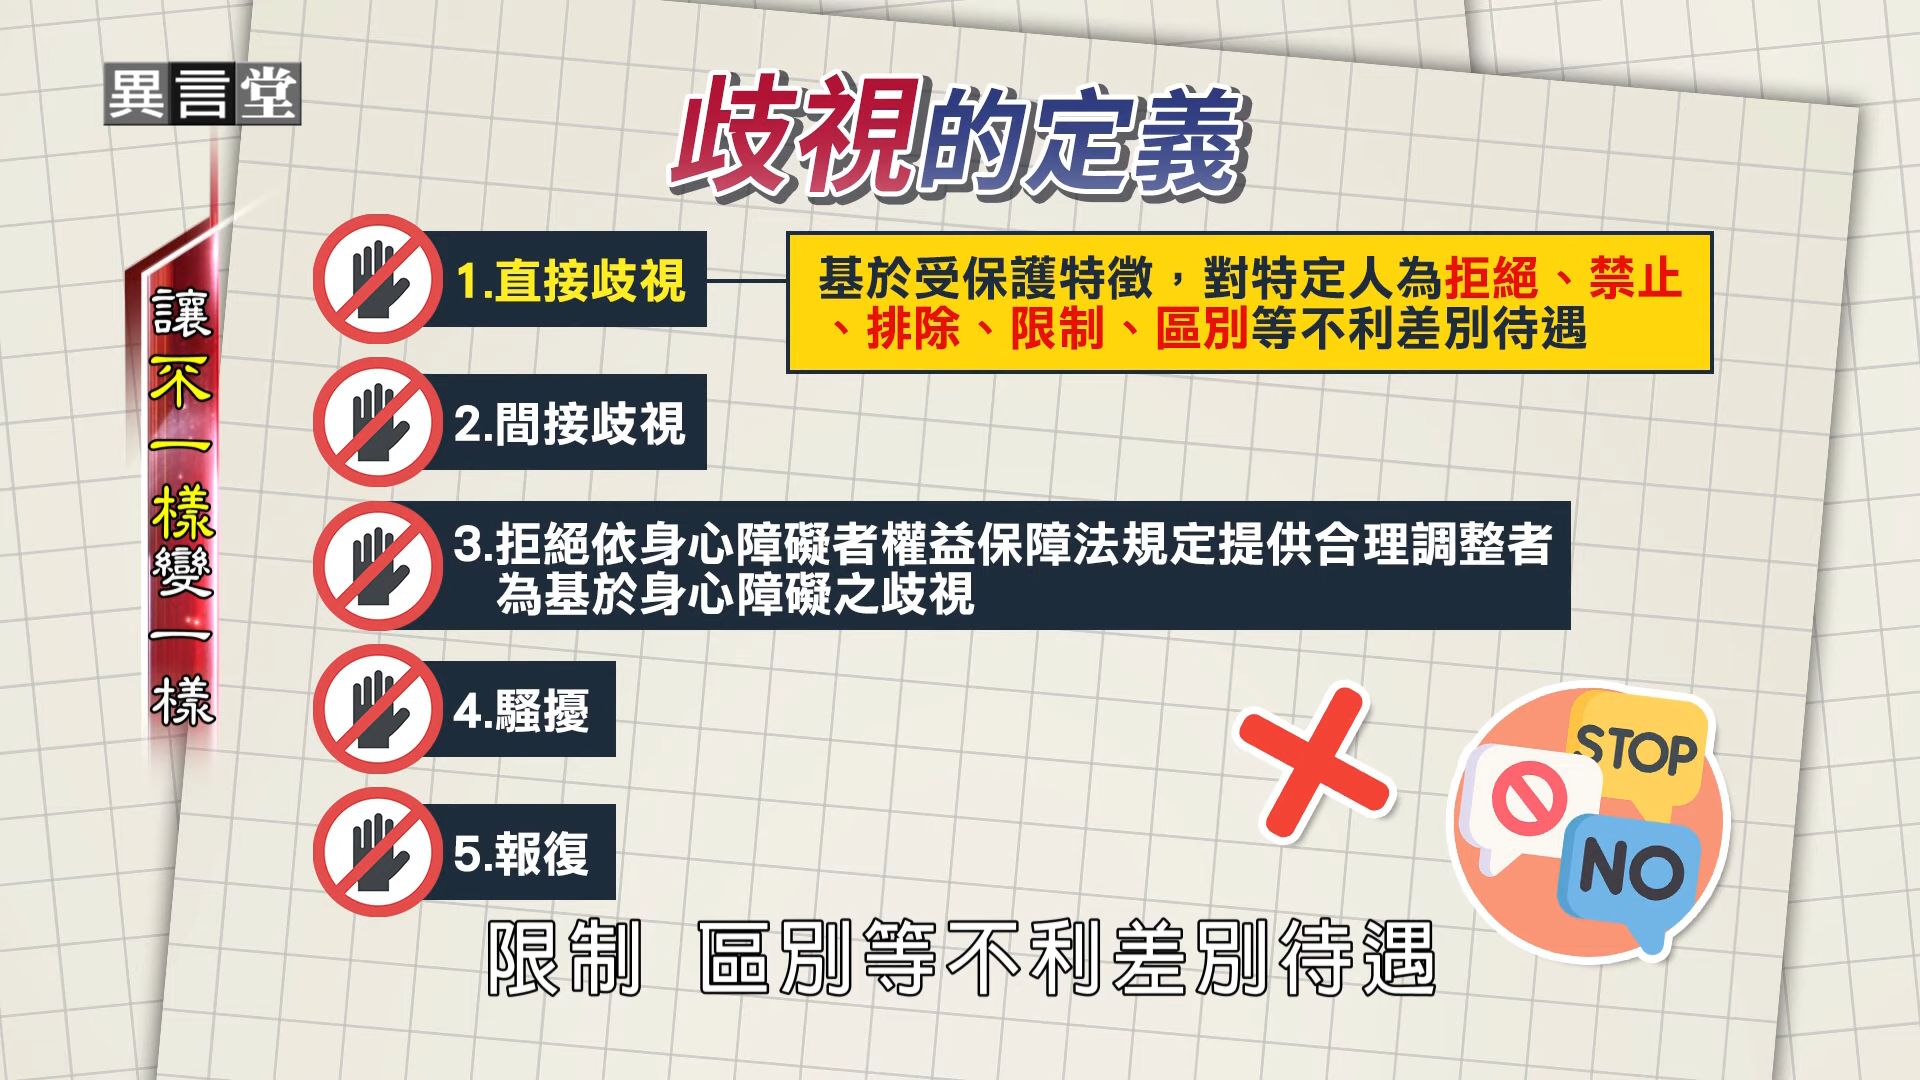 異言堂
歧視的定義
讓不一樣變一樣
1.直接歧視
基於受保護特徵，對特定人為拒絕、禁止
、排除、限制、區別等不利差別待遇
2.間接歧視
3.拒絕依身心障礙者權益保障法規定提供合理調整者
為基於身心障礙之歧視
4.騷擾
5.報復
STOP
NO
限制 區別等不利差別待遇